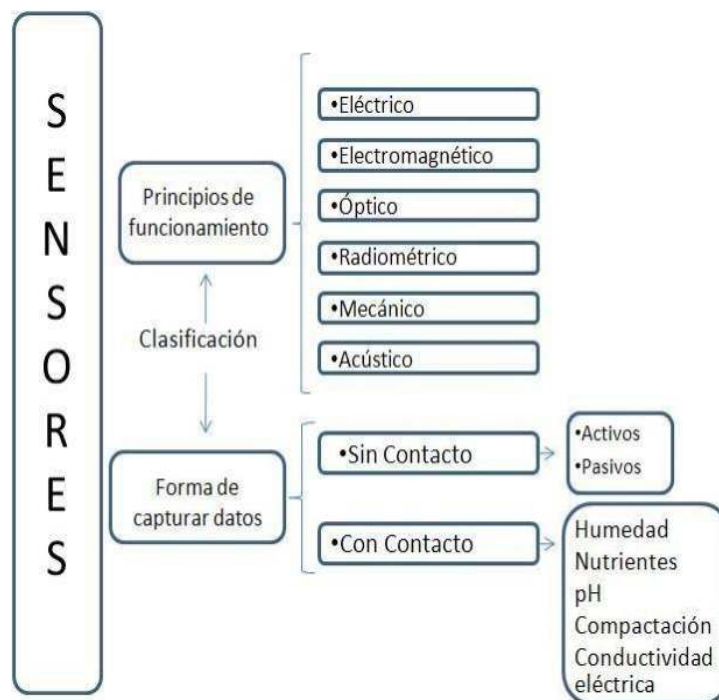 SENSORES
Principios de
funcionamiento
•Eléctrico
•Electromagnético
•Óptico
•Radiométrico
•Mecánico
•Acústico
Clasificación
Forma de
capturar datos
•Sin Contacto
•Activos
•Pasivos
•Con Contacto
Humedad
Nutrientes
pH
Compactación
Conductividad
eléctrica